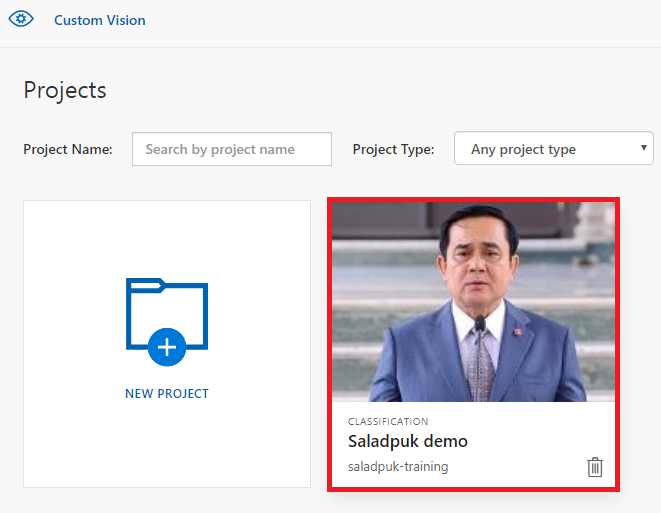 Custom Vision
Projects
Project Name: Search by project name Project Type: Any project type
NEW PROJECT
CLASSIFICATION
Saladpuk demo
saladpuk-training